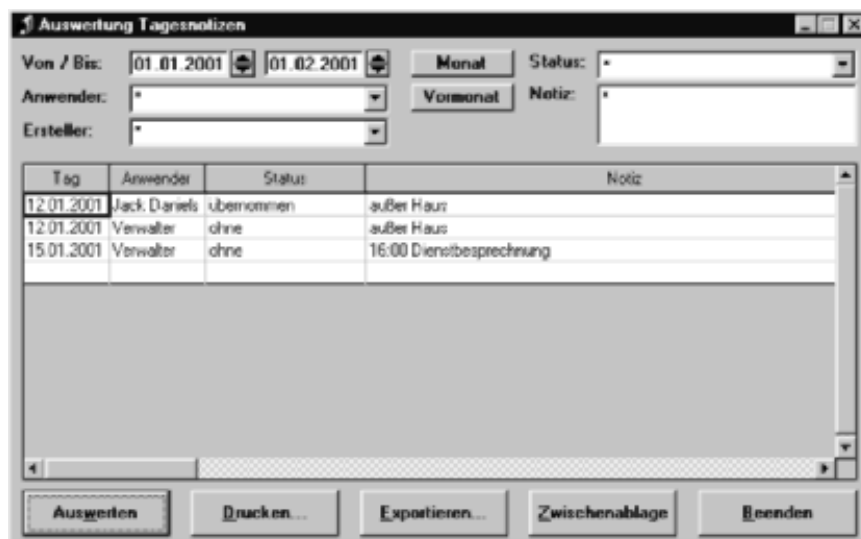 Auswertung Tagesnotizen
Von / Bis: 01.01.2001 01.02.2001 Monat Status: *
Anwender: * Vormonat Notiz: *
Ersteller: *
Tag Anwender Status Notiz
12.01.2001 Jack Daniels übernommen außer Haus
12.01.2001 Verwalter ohne außer Haus
15.01.2001 Verwalter ohne 16:00 Dienstbesprechnung
Auswerten Drucken... Exportieren... Zwischenablage Beenden